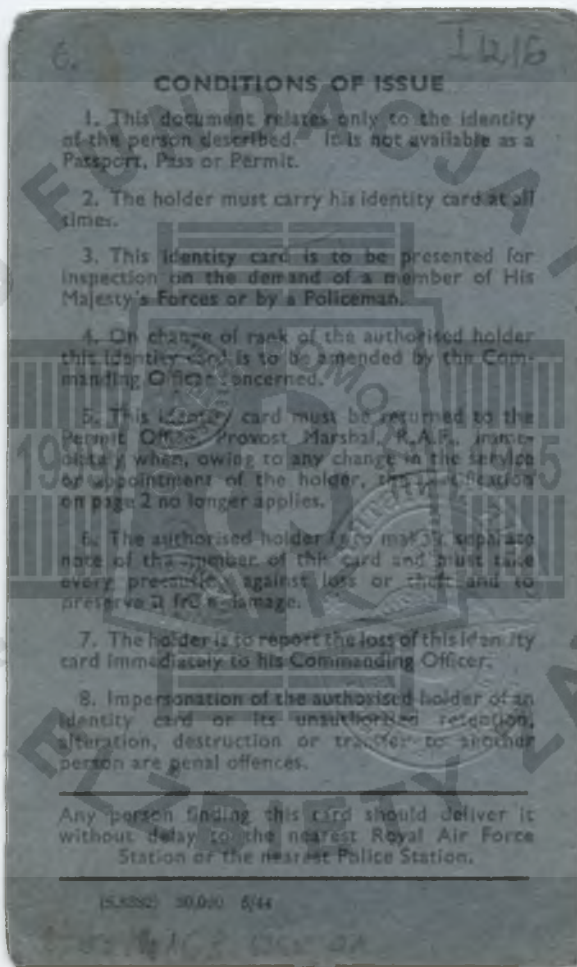 6.
CONDITIONS OF ISSUE
1. This document relates only to the identity
of the person described. It is not available as a
Passport, Pass or Permit.
2. The holder must carry his identity card at all
times.
3. This identity card is to be presented for
inspection on the demand of a member of His
Majesty's Forces or by a Policeman.
4. On change of rank of the authorised holder
this identity card is to be amended by the Com-
manding Officer concerned.
5. This identity card must be returned to the
Permit Office, Provost Marshal, R.A.F., imme-
diately when, owing to any change in the service
or appointment of the holder, the certification
on page 2 no longer applies.
6. The authorised holder is to make a separate
note of the number of this card and must take
every precaution against loss or theft and to
preserve it from damage.
7. The holder is to report the loss of this identity
card immediately to his Commanding Officer.
8. Impersonation of the authorised holder of an
identity card or its unauthorised retention,
alteration, destruction or transfer to another
person are penal offences.
Any person finding this card should deliver it
without delay to the nearest Royal Air Force
Station or the nearest Police Station.
30,000 6/44
FUNDACJA
ELŻBIETY